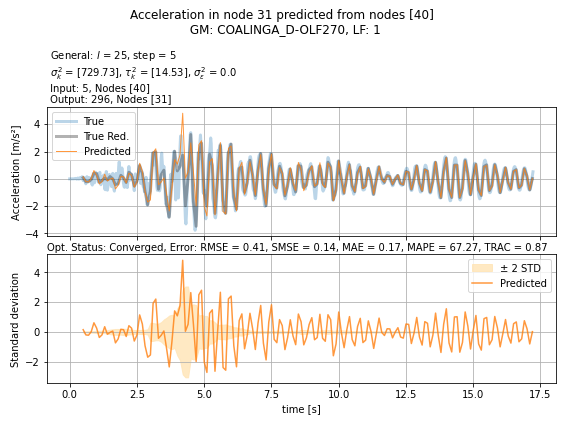 Acceleration in node 31 predicted from nodes [40]
GM: COALINGA_D-OLF270, LF: 1
General: l = 25, step = 5
σ²ₖ = [729.73], τ²ₖ = [14.53], σ²ε = 0.0
Input: 5, Nodes [40]
Output: 296, Nodes [31]
True
True Red.
Predicted
Acceleration [m/s²]
4
2
0
−2
−4
Opt. Status: Converged, Error: RMSE = 0.41, SMSE = 0.14, MAE = 0.17, MAPE = 67.27, TRAC = 0.87
± 2 STD
Predicted
Standard deviation
4
2
0
−2
0.0 2.5 5.0 7.5 10.0 12.5 15.0 17.5
time [s]